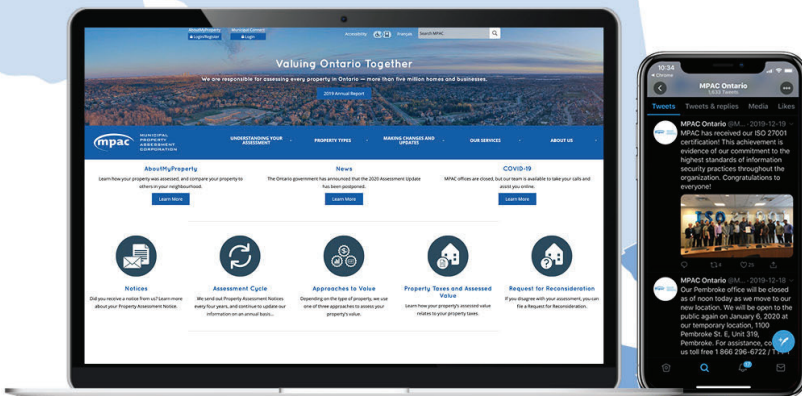 AboutMyProperty
Login/Register
Municipal Connect
Login
Accessibility
Français
Search MPAC
Valuing Ontario Together
We are responsible for assessing every property in Ontario — more than five million homes and businesses.
2019 Annual Report
mpac
MUNICIPAL
PROPERTY
ASSESSMENT
CORPORATION
UNDERSTANDING YOUR
ASSESSMENT
PROPERTY TYPES
MAKING CHANGES AND
UPDATES
OUR SERVICES
ABOUT US
AboutMyProperty
Learn how your property was assessed, and compare your property to
others in your neighbourhood.
Learn More
News
The Ontario government has announced that the 2020 Assessment Update
has been postponed.
Learn More
COVID-19
MPAC offices are closed, but our team is available to take your calls and
assist you online.
Learn More
Notices
Did you receive a notice from us? Learn more
about your Property Assessment Notice.
Assessment Cycle
We send out Property Assessment Notices
every four years, and continue to update our
information on an annual basis...
Approaches to Value
Depending on the type of property, we use
one of three approaches to assess your
property's value.
Property Taxes and Assessed
Value
Learn how your property's assessed value
relates to your property taxes.
Request for Reconsideration
If you disagree with your assessment, you can
file a Request for Reconsideration.
10:34
Chrome
MPAC Ontario
1,633 Tweets
Tweets
Tweets & replies
Media
Likes
MPAC Ontario @M... · 2019-12-19
MPAC has received our ISO 27001
certification! This achievement is
evidence of our commitment to the
highest standards of information
security practices throughout the
organization. Congratulations to
everyone!
ISO
MPAC Ontario @M... · 2019-12-18
Our Pembroke office will be closed
as of noon today as we move to our
new location. We will be open to the
public again on January 6, 2020 at
our temporary location, 1100
Pembroke St. E, Unit 319,
Pembroke. For assistance, co
us toll free 1 866 296-6722 /